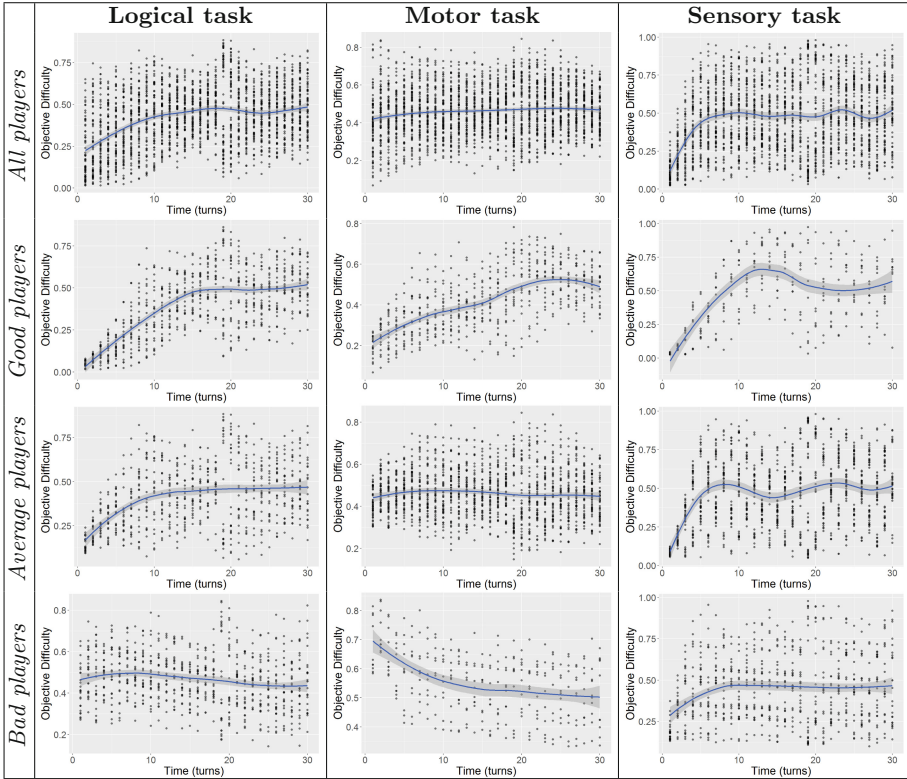 Logical task Motor task Sensory task
All players
Objective Difficulty
0.75
0.50
0.25
0.00
0 10 20 30
Time (turns)
Objective Difficulty
0.8
0.6
0.4
0.2
0 10 20 30
Time (turns)
Objective Difficulty
1.00
0.75
0.50
0.25
0.00
0 10 20 30
Time (turns)
Good players
Objective Difficulty
0.75
0.50
0.25
0.00
0 10 20 30
Time (turns)
Objective Difficulty
0.8
0.6
0.4
0.2
0 10 20 30
Time (turns)
Objective Difficulty
1.00
0.75
0.50
0.25
0.00
0 10 20 30
Time (turns)
Average players
Objective Difficulty
0.75
0.50
0.25
0 10 20 30
Time (turns)
Objective Difficulty
0.8
0.6
0.4
0.2
0 10 20 30
Time (turns)
Objective Difficulty
1.00
0.75
0.50
0.25
0.00
0 10 20 30
Time (turns)
Bad players
Objective Difficulty
0.8
0.6
0.4
0.2
0 10 20 30
Time (turns)
Objective Difficulty
0.8
0.7
0.6
0.5
0.4
0 10 20 30
Time (turns)
Objective Difficulty
1.00
0.75
0.50
0.25
0 10 20 30
Time (turns)